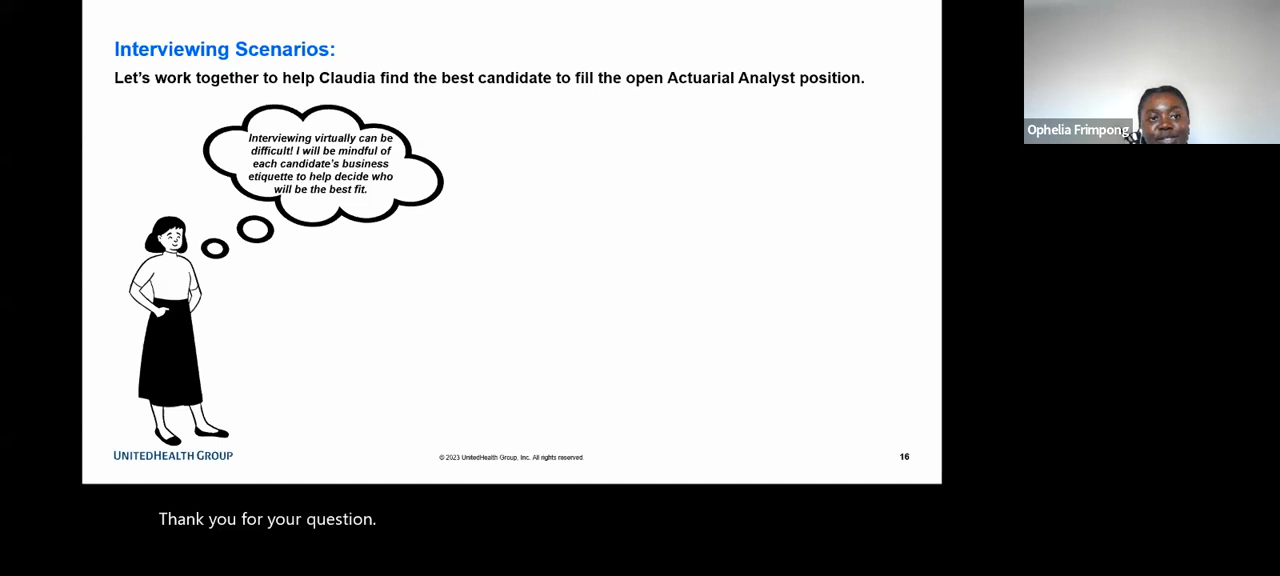 Interviewing Scenarios:
Let's work together to help Claudia find the best candidate to fill the open Actuarial Analyst position.
Interviewing virtually can be
difficult! I will be mindful of
each candidate's business
etiquette to help decide who
will be the best fit.
Ophelia Frimpong
UNITEDHEALTH GROUP
© 2023 UnitedHealth Group, Inc. All rights reserved.
16
Thank you for your question.